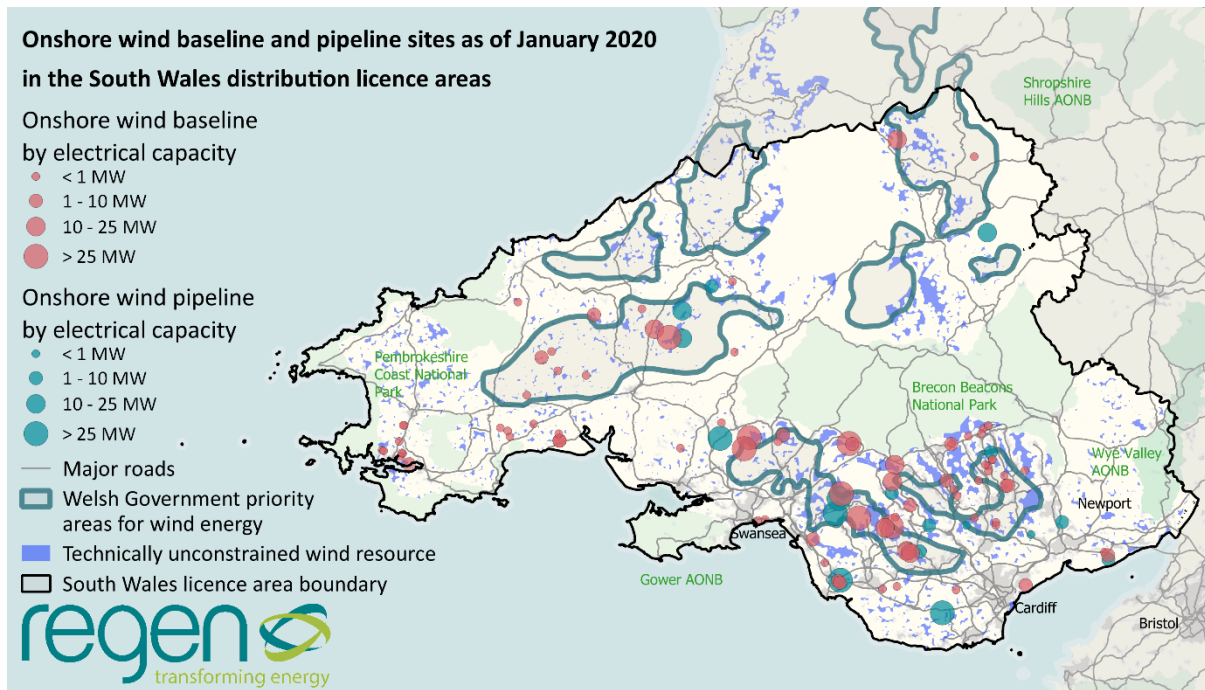 Onshore wind baseline and pipeline sites as of January 2020
in the South Wales distribution licence areas
Onshore wind baseline
by electrical capacity
< 1 MW
1 - 10 MW
10 - 25 MW
> 25 MW
Onshore wind pipeline
by electrical capacity
< 1 MW
1 - 10 MW
10 - 25 MW
> 25 MW
Major roads
Welsh Government priority
areas for wind energy
Technically unconstrained wind resource
South Wales licence area boundary
regen
transforming energy
Shropshire
Hills AONB
Pembrokeshire
Coast National
Park
Brecon Beacons
National Park
Wye Valley
AONB
Newport
Swansea
Gower AONB
Cardiff
Bristol